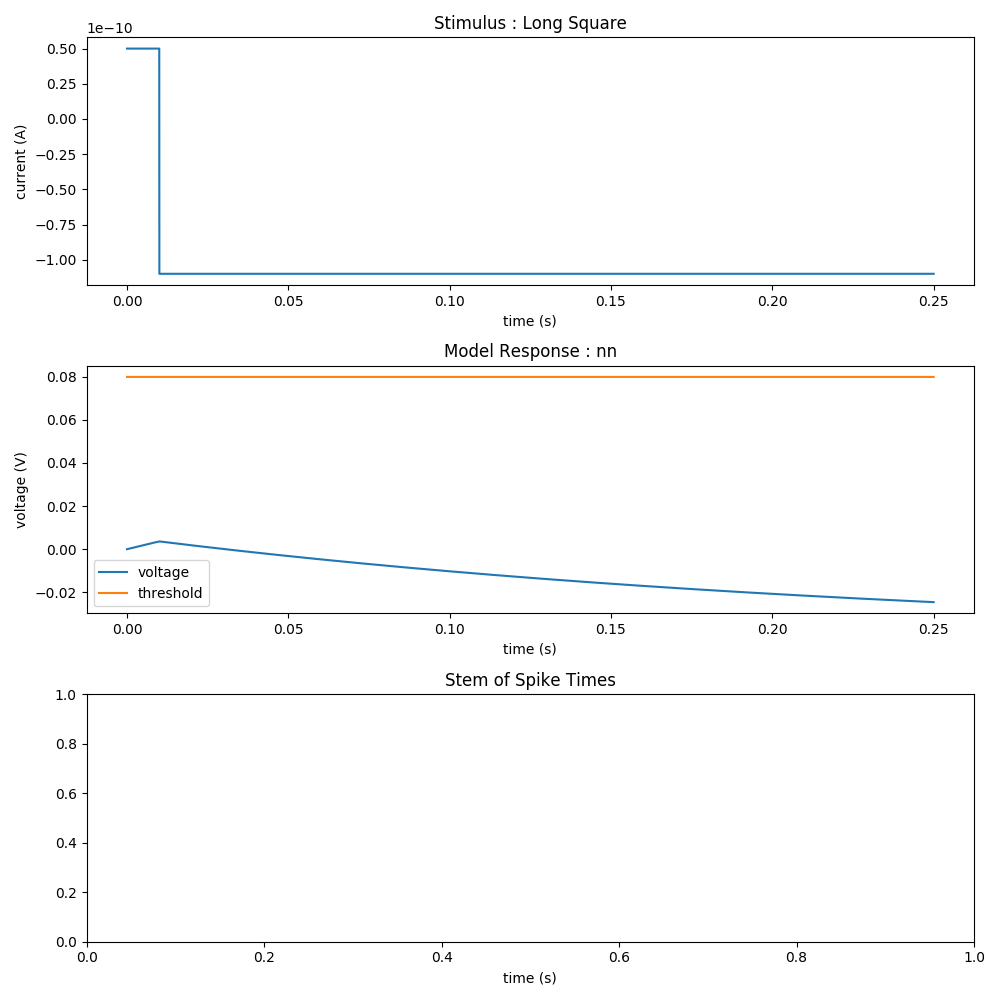 Stimulus : Long Square
1e−10
0.50
0.25
0.00
−0.25
−0.50
−0.75
−1.00
current (A)
0.00 0.05 0.10 0.15 0.20 0.25
time (s)
Model Response : nn
0.08
0.06
0.04
0.02
0.00
−0.02
voltage (V)
voltage
threshold
0.00 0.05 0.10 0.15 0.20 0.25
time (s)
Stem of Spike Times
1.0
0.8
0.6
0.4
0.2
0.0
0.0 0.2 0.4 0.6 0.8 1.0
time (s)